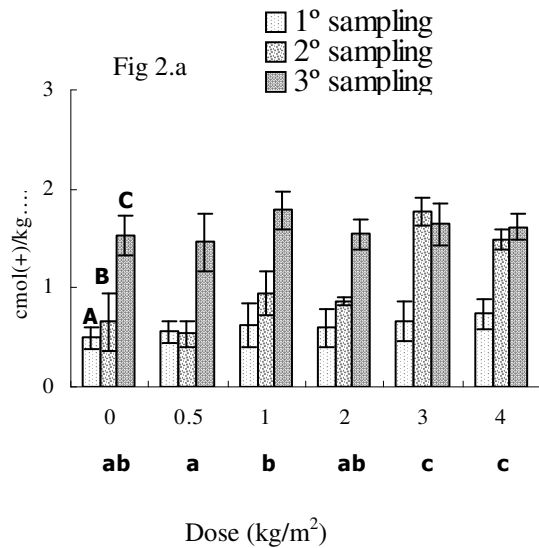 1º sampling
Fig 2.a
2º sampling
3º sampling
3
2
1
0
cmol(+)/kg....
A
B
C
0 0.5 1 2 3 4
ab a b ab c c
Dose (kg/m²)